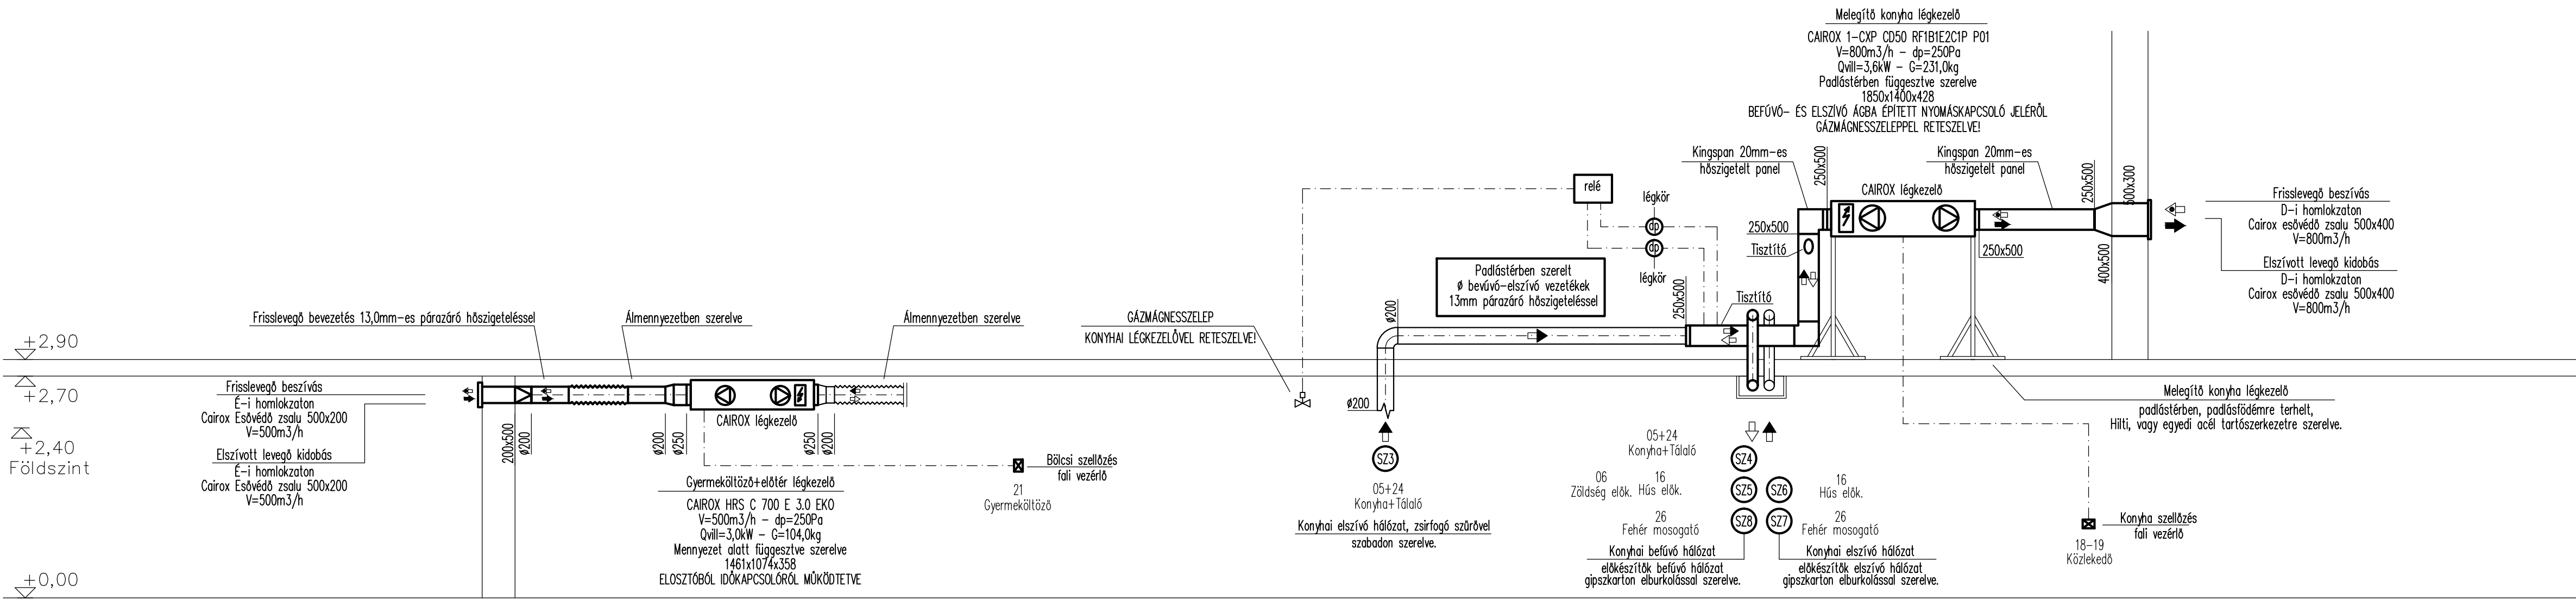 Melegítő konyha légkezelő
CAIROX 1-CXP CD50 RF1B1E2C1P P01
V=800m3/h - dp=250Pa
Qvill=3,6kW - G=231,0kg
Padlástérben függesztve szerelve
1850x1400x428
BEFÚVÓ- ÉS ELSZÍVÓ ÁGBA ÉPÍTETT NYOMÁSKAPCSOLÓ JELÉRŐL
GÁZMÁGNESSZELEPPEL RETESZELVE!
Kingspan 20mm-es
hőszigetelt panel
250x500
Kingspan 20mm-es
hőszigetelt panel
250x500
500x300
CAIROX légkezelő
relé
légkör
dp
dp
légkör
250x500
Tisztító
250x500
400x500
Frisslevegő beszívás
D-i homlokzaton
Cairox esővédő zsalu 500x400
V=800m3/h
Elszívott levegő kidobás
D-i homlokzaton
Cairox esővédő zsalu 500x400
V=800m3/h
Padlástérben szerelt
ø bevúvó-elszívó vezetékek
13mm párazáró hőszigeteléssel
250x500
Tisztító
ø200
Frisslevegő bevezetés 13,0mm-es párazáró hőszigeteléssel
Álmennyezetben szerelve
Álmennyezetben szerelve
GÁZMÁGNESSZELEP
KONYHAI LÉGKEZELŐVEL RETESZELVE!
+2,90
+2,70
+2,40
Földszint
+0,00
Frisslevegő beszívás
É-i homlokzaton
Cairox Esővédő zsalu 500x200
V=500m3/h
Elszívott levegő kidobás
É-i homlokzaton
Cairox Esővédő zsalu 500x200
V=500m3/h
200x500
ø200
ø200
ø250
CAIROX légkezelő
ø250
ø200
Gyermeköltöző+előtér légkezelő
CAIROX HRS C 700 E 3.0 EKO
V=500m3/h - dp=250Pa
Qvill=3,0kW - G=104,0kg
Mennyezet alatt függesztve szerelve
1461x1074x358
ELOSZTÓBÓL IDŐKAPCSOLÓRÓL MŰKÖDTETVE
Bölcsi szellőzés
fali vezérlő
21
Gyermeköltöző
ø200
SZ3
05+24
Konyha+Tálaló
Konyhai elszívó hálózat, zsirfogó szűrővel
szabadon szerelve.
05+24
Konyha+Tálaló
SZ4
06
Zöldség elők.
16
Hús elők.
SZ5
SZ6
16
Hús elők.
26
Fehér mosogató
SZ8
SZ7
26
Fehér mosogató
Konyhai befúvó hálózat
előkészítők befúvó hálózat
gipszkarton elburkolással szerelve.
Konyhai elszívó hálózat
előkészítők elszívó hálózat
gipszkarton elburkolással szerelve.
Melegítő konyha légkezelő
padlástérben, padlásfödémre terhelt,
Hilti, vagy egyedi acél tartószerkezetre szerelve.
Konyha szellőzés
fali vezérlő
18-19
Közlekedő